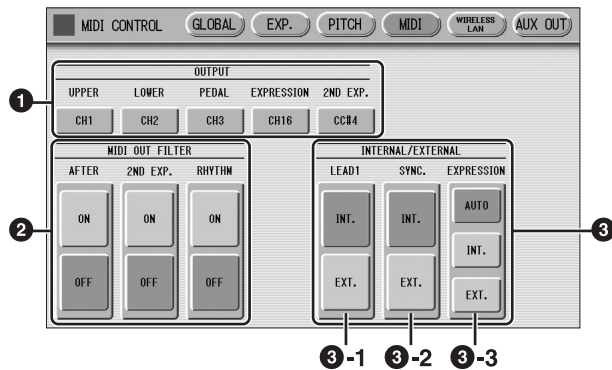 MIDI CONTROL GLOBAL EXP. PITCH MIDI WIRELESS LAN AUX OUT
OUTPUT
UPPER LOWER PEDAL EXPRESSION 2ND EXP.
1 CH1 CH2 CH3 CH16 CC#4
MIDI OUT FILTER INTERNAL/EXTERNAL
AFTER 2ND EXP. RHYTHM LEAD1 SYNC. EXPRESSION
AUTO
2 ON ON ON INT. INT. 3
INT.
OFF OFF OFF EXT. EXT.
EXT.
3-1 3-2 3-3